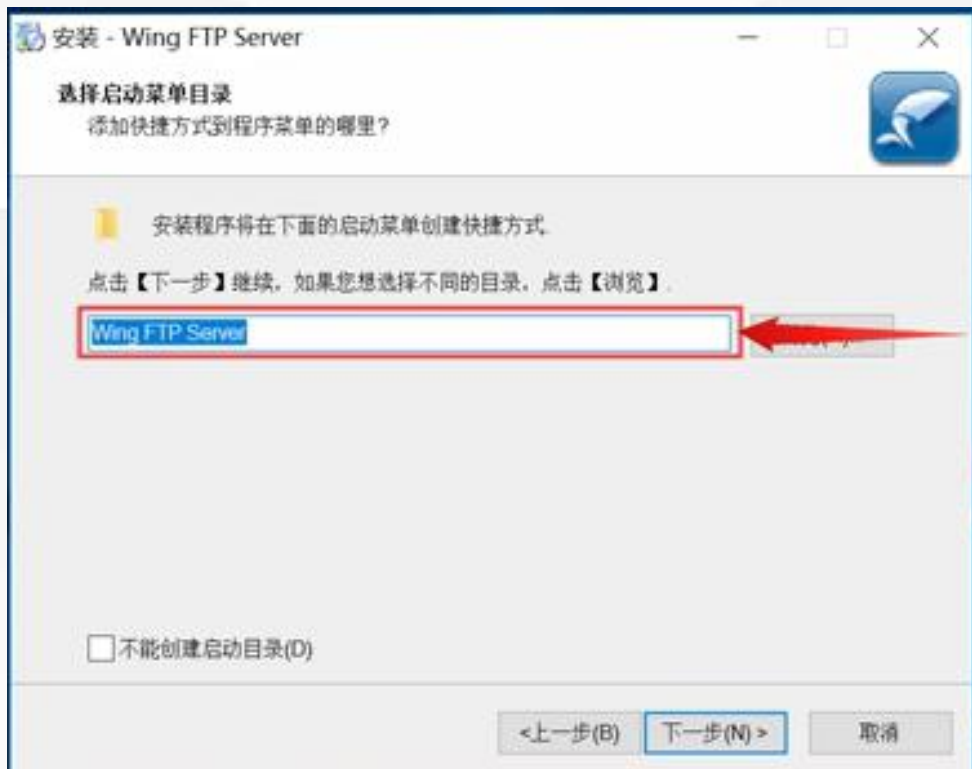 安装 - Wing FTP Server
选择启动菜单目录
添加快捷方式到程序菜单的哪里?
安装程序将在下面的启动菜单创建快捷方式.
点击【下一步】继续，如果您想选择不同的目录，点击【浏览】.
Wing FTP Server
不能创建启动目录(D)
<上一步(B)
下一步(N) >
取消